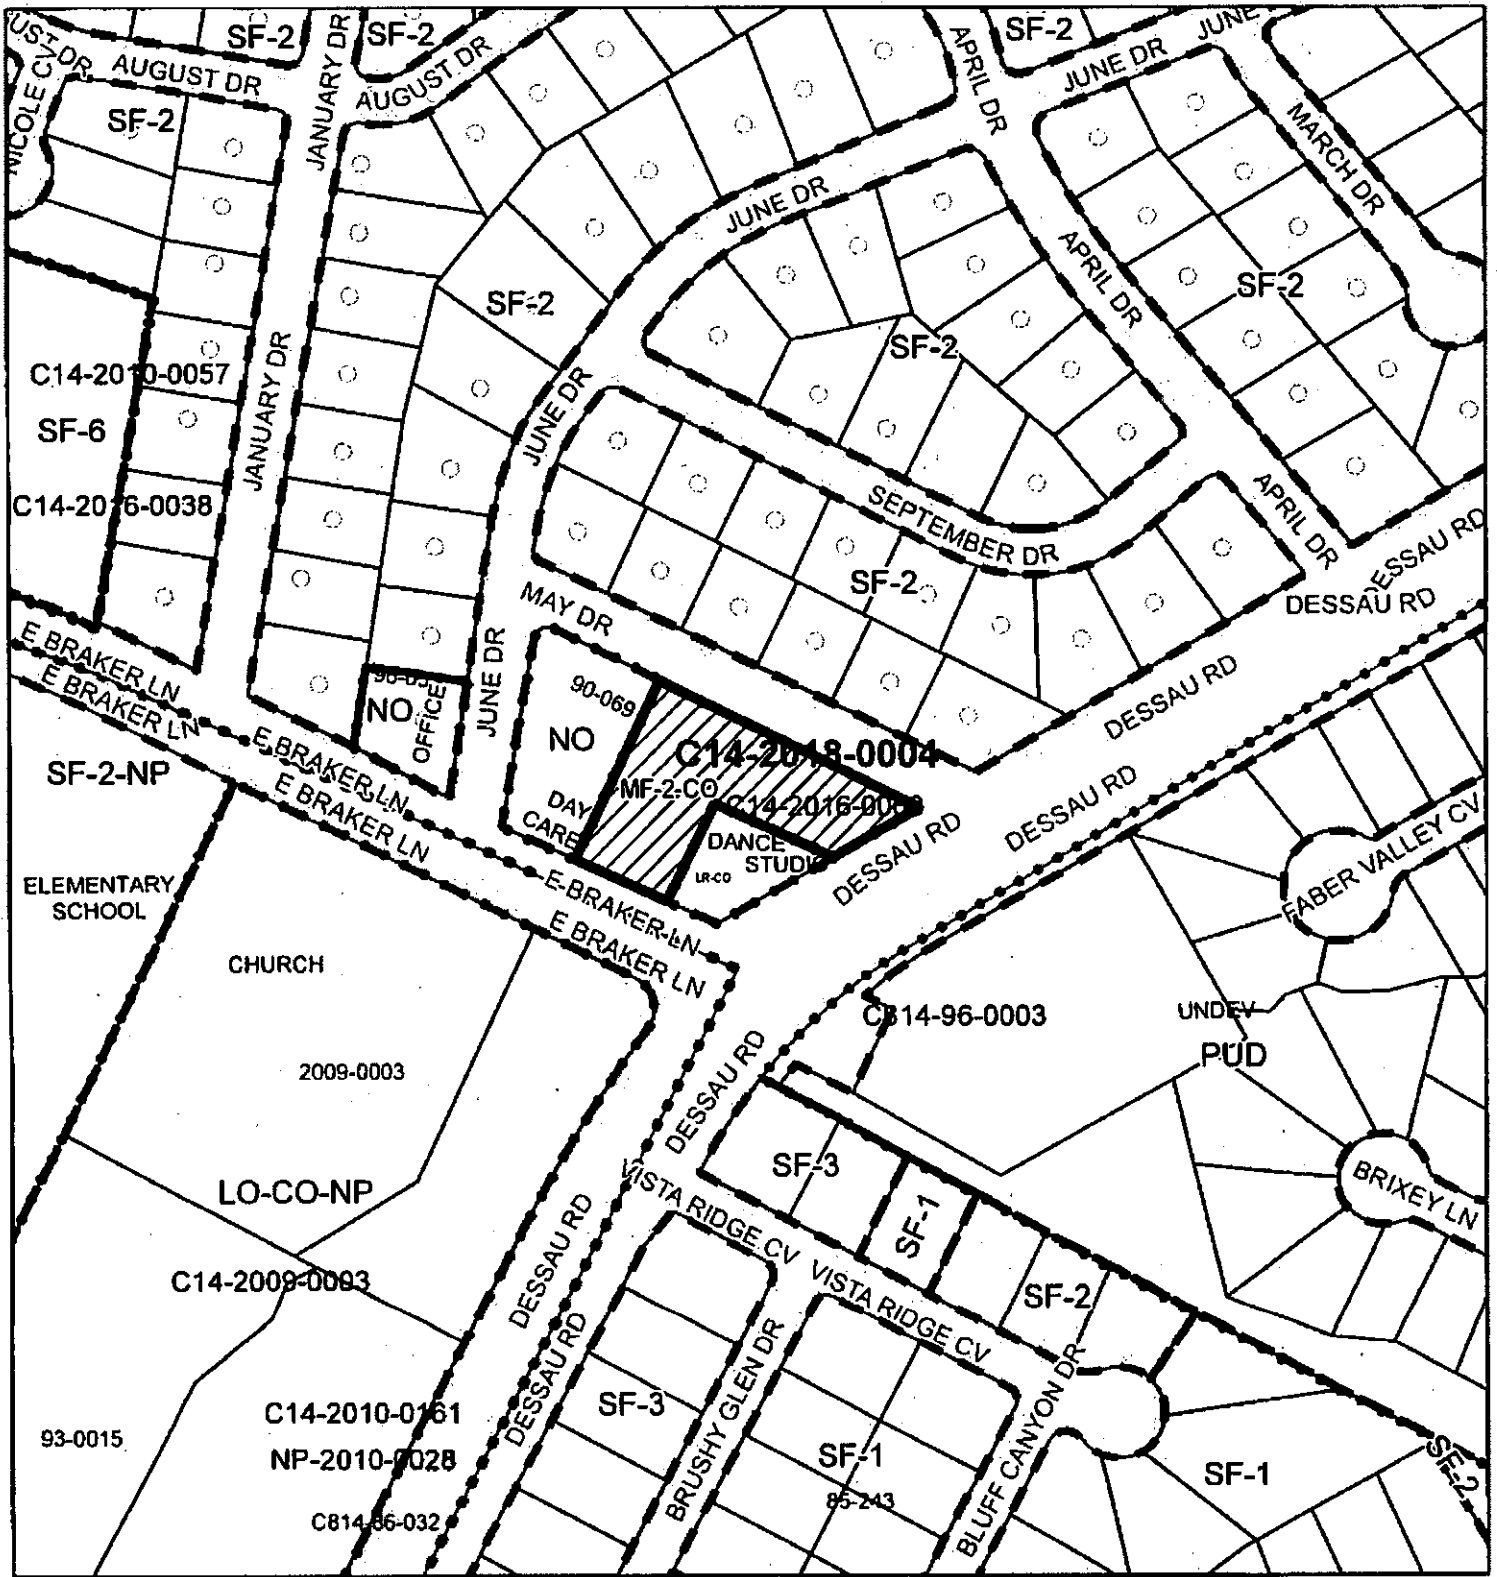 SF-2
JANUARY DR
SF-2
AUGUST DR
APRIL DR
SF-2
JUNE DR
JUNE
UST DR
AUGUST DR
NICOLE CV
SF-2
MARCH DR
JUNE DR
APRIL DR
SF-2
SF-2
SF-2
C14-2010-0057
SF-6
JANUARY DR
JUNE DR
C14-2016-0038
SEPTEMBER DR
APRIL DR
DESSAU RD
DESSAU RD
SF-2
MAY DR
E BRAKER LN
E BRAKER LN
NO
OFFICE
JUNE DR
90-069
NO
DAY
CARE
C14-2018-0004
MF-2-CO
DANCE
STUDIO
LR-CO
DESSAU RD
DESSAU RD
DESSAU RD
E BRAKER LN
E BRAKER LN
SF-2-NP
ELEMENTARY
SCHOOL
E BRAKER LN
E BRAKER LN
FABER VALLEY CV
CHURCH
2009-0003
C814-96-0003
UNDEV
PUD
DESSAU RD
BRIXEY LN
LO-CO-NP
SF-3
SF-1
VISTA RIDGE CV
VISTA RIDGE CV
SF-2
C14-2009-0003
DESSAU RD
DESSAU RD
C14-2010-0161
NP-2010-0028
93-0015
C814-86-032
SF-3
BRUSHY GLEN DR
SF-1
85-243
BLUFF CANYON DR
SF-1
SF-2